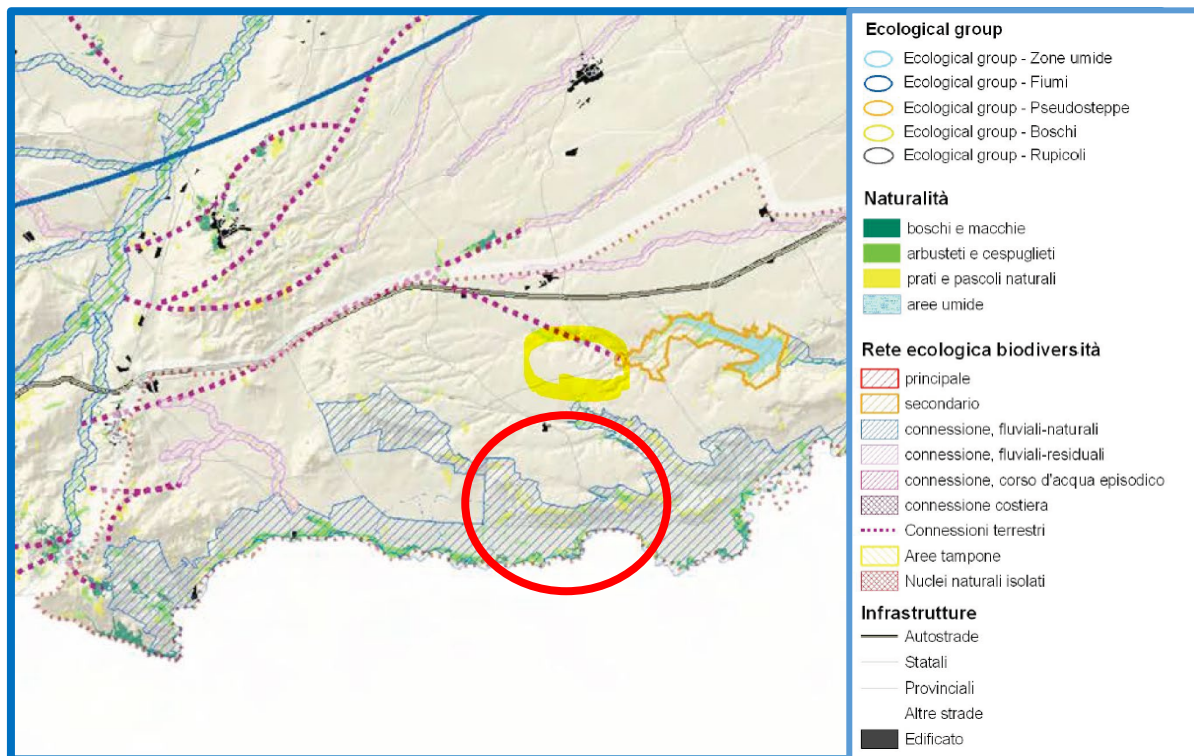 Ecological group
Ecological group - Zone umide
Ecological group - Fiumi
Ecological group - Pseudosteppe
Ecological group - Boschi
Ecological group - Rupicoli
Naturalità
boschi e macchie
arbusteti e cespuglieti
prati e pascoli naturali
aree umide
Rete ecologica biodiversità
principale
secondario
connessione, fluviali-naturali
connessione, fluviali-residuali
connessione, corso d'acqua episodico
connessione costiera
Connessioni terrestri
Aree tampone
Nuclei naturali isolati
Infrastrutture
Autostrade
Statali
Provinciali
Altre strade
Edificato